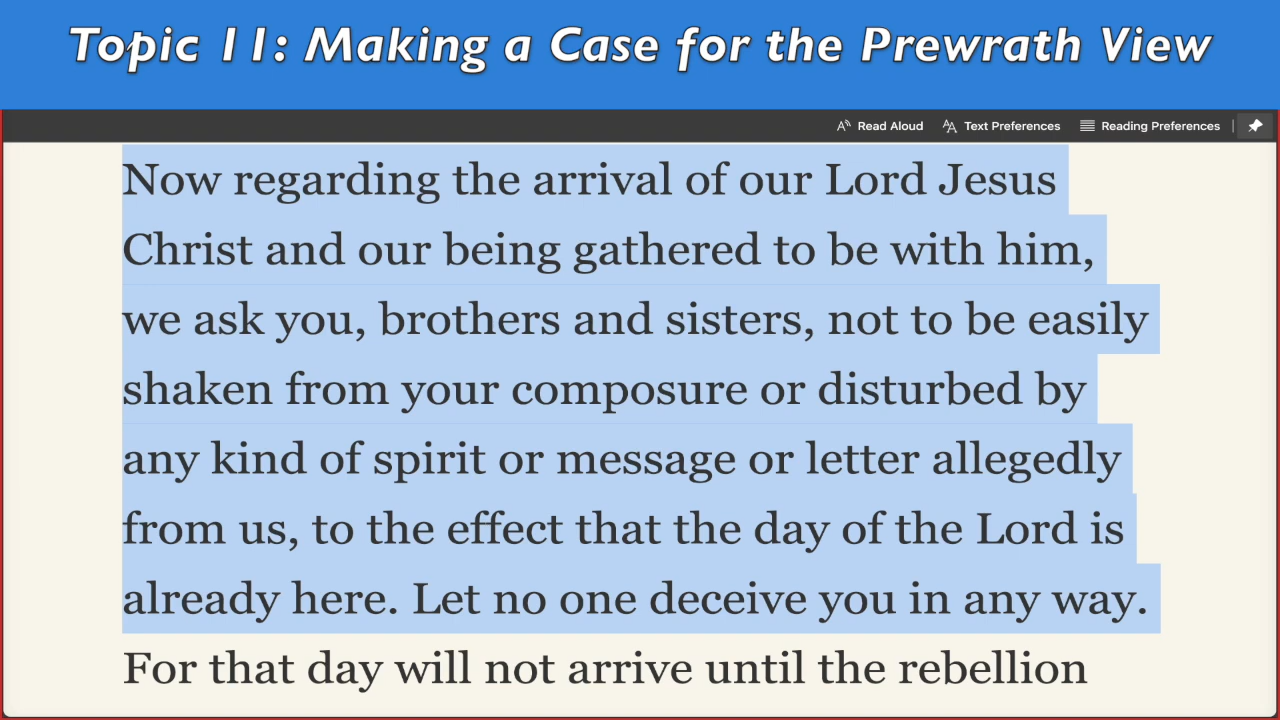 Topic 11: Making a Case for the Prewrath View
Read Aloud Text Preferences Reading Preferences
Now regarding the arrival of our Lord Jesus
Christ and our being gathered to be with him,
we ask you, brothers and sisters, not to be easily
shaken from your composure or disturbed by
any kind of spirit or message or letter allegedly
from us, to the effect that the day of the Lord is
already here. Let no one deceive you in any way.
For that day will not arrive until the rebellion